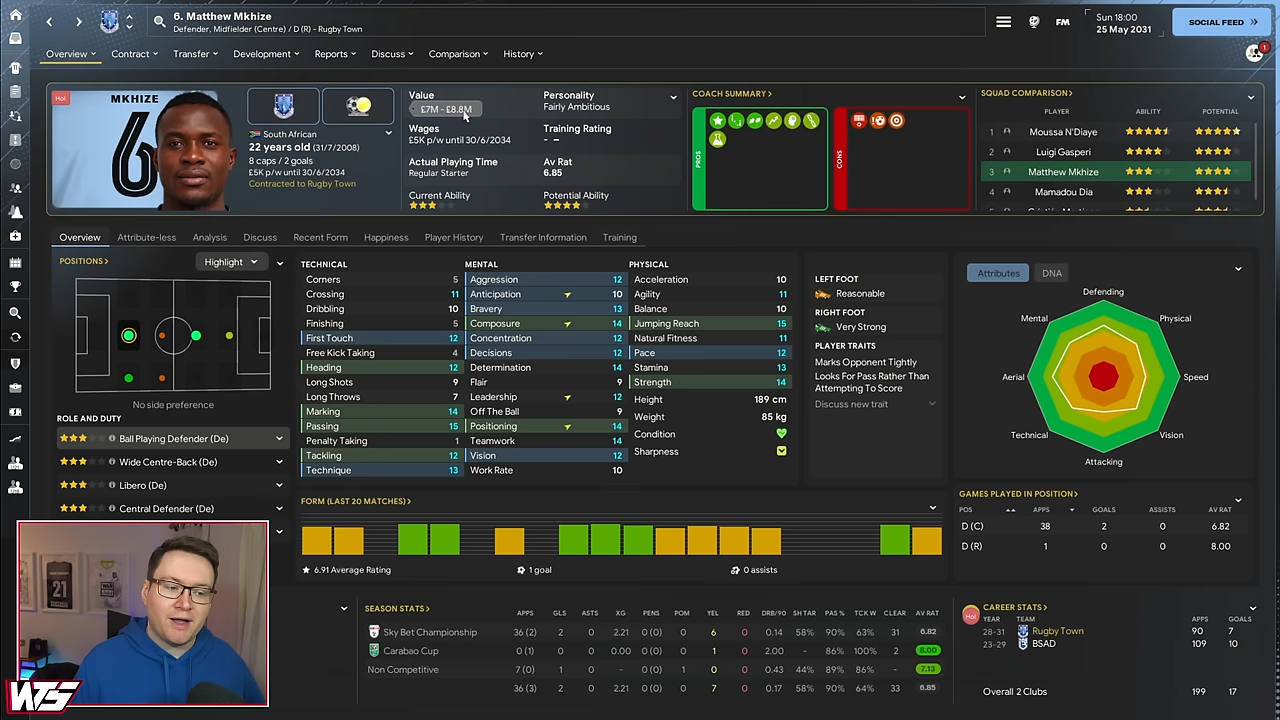 6. Matthew Mkhize
Defender, Midfielder (Centre) / D (R) - Rugby Town
FM
Sun 18:00
25 May 2031
SOCIAL FEED
1
Overview
Contract
Transfer
Development
Reports
Discuss
Comparison
History
Hol
MKHIZE
6
South African
22 years old (31/7/2008)
8 caps / 2 goals
£5K p/w until 30/6/2034
Contracted to Rugby Town
Value
£7M - £8.8M
Wages
£5K p/w until 30/6/2034
Actual Playing Time
Regular Starter
Current Ability
Personality
Fairly Ambitious
Training Rating
- -
Av Rat
6.85
Potential Ability
COACH SUMMARY
PROS
CONS
SQUAD COMPARISON
PLAYER ABILITY POTENTIAL
1 Moussa N'Diaye
2 Luigi Gasperi
3 Matthew Mkhize
4 Mamadou Dia
Overview
Attribute-less
Analysis
Discuss
Recent Form
Happiness
Player History
Transfer Information
Training
POSITIONS
Highlight
No side preference
ROLE AND DUTY
Ball Playing Defender (De)
Wide Centre-Back (De)
Libero (De)
Central Defender (De)
TECHNICAL
Corners 5
Crossing 11
Dribbling 10
Finishing 5
First Touch 12
Free Kick Taking 4
Heading 12
Long Shots 9
Long Throws 7
Marking 14
Passing 15
Penalty Taking 1
Tackling 12
Technique 13
MENTAL
Aggression 12
Anticipation 10
Bravery 13
Composure 14
Concentration 12
Decisions 12
Determination 14
Flair 9
Leadership 12
Off The Ball 9
Positioning 14
Teamwork 14
Vision 12
Work Rate 10
PHYSICAL
Acceleration 10
Agility 11
Balance 10
Jumping Reach 15
Natural Fitness 11
Pace 12
Stamina 13
Strength 14
Height 189 cm
Weight 85 kg
Condition
Sharpness
LEFT FOOT
Reasonable
RIGHT FOOT
Very Strong
PLAYER TRAITS
Marks Opponent Tightly
Looks For Pass Rather Than
Attempting To Score
Discuss new trait
Attributes
DNA
Defending
Physical
Speed
Vision
Attacking
Technical
Aerial
Mental
FORM (LAST 20 MATCHES)
6.91 Average Rating
1 goal
0 assists
GAMES PLAYED IN POSITION
POS APPS GOALS ASSISTS AV RAT
D (C) 38 2 0 6.82
D (R) 1 0 0 8.00
21
WTS
SEASON STATS
APPS GLS ASTS XG PENS POM YEL RED DRB/90 SH TAR PAS % TCK W CLEAR AV RAT
Sky Bet Championship 36 (2) 2 0 2.21 0 (0) 0 6 0 0.14 58% 90% 63% 31 6.82
Carabao Cup 0 (1) 0 0 0.00 0 (0) 0 1 0 2.00 - 86% 100% 2 8.00
Non Competitive 7 (0) 1 0 - 0 (0) 1 0 0 0.43 44% 89% 86% - 7.13
36 (3) 2 0 2.21 0 (0) 0 7 0 0.17 58% 90% 64% 33 6.85
Hol
CAREER STATS
YEAR TEAM APPS GOALS
28-31 Rugby Town 90 7
23-29 BSAD 109 10
Overall 2 Clubs 199 17